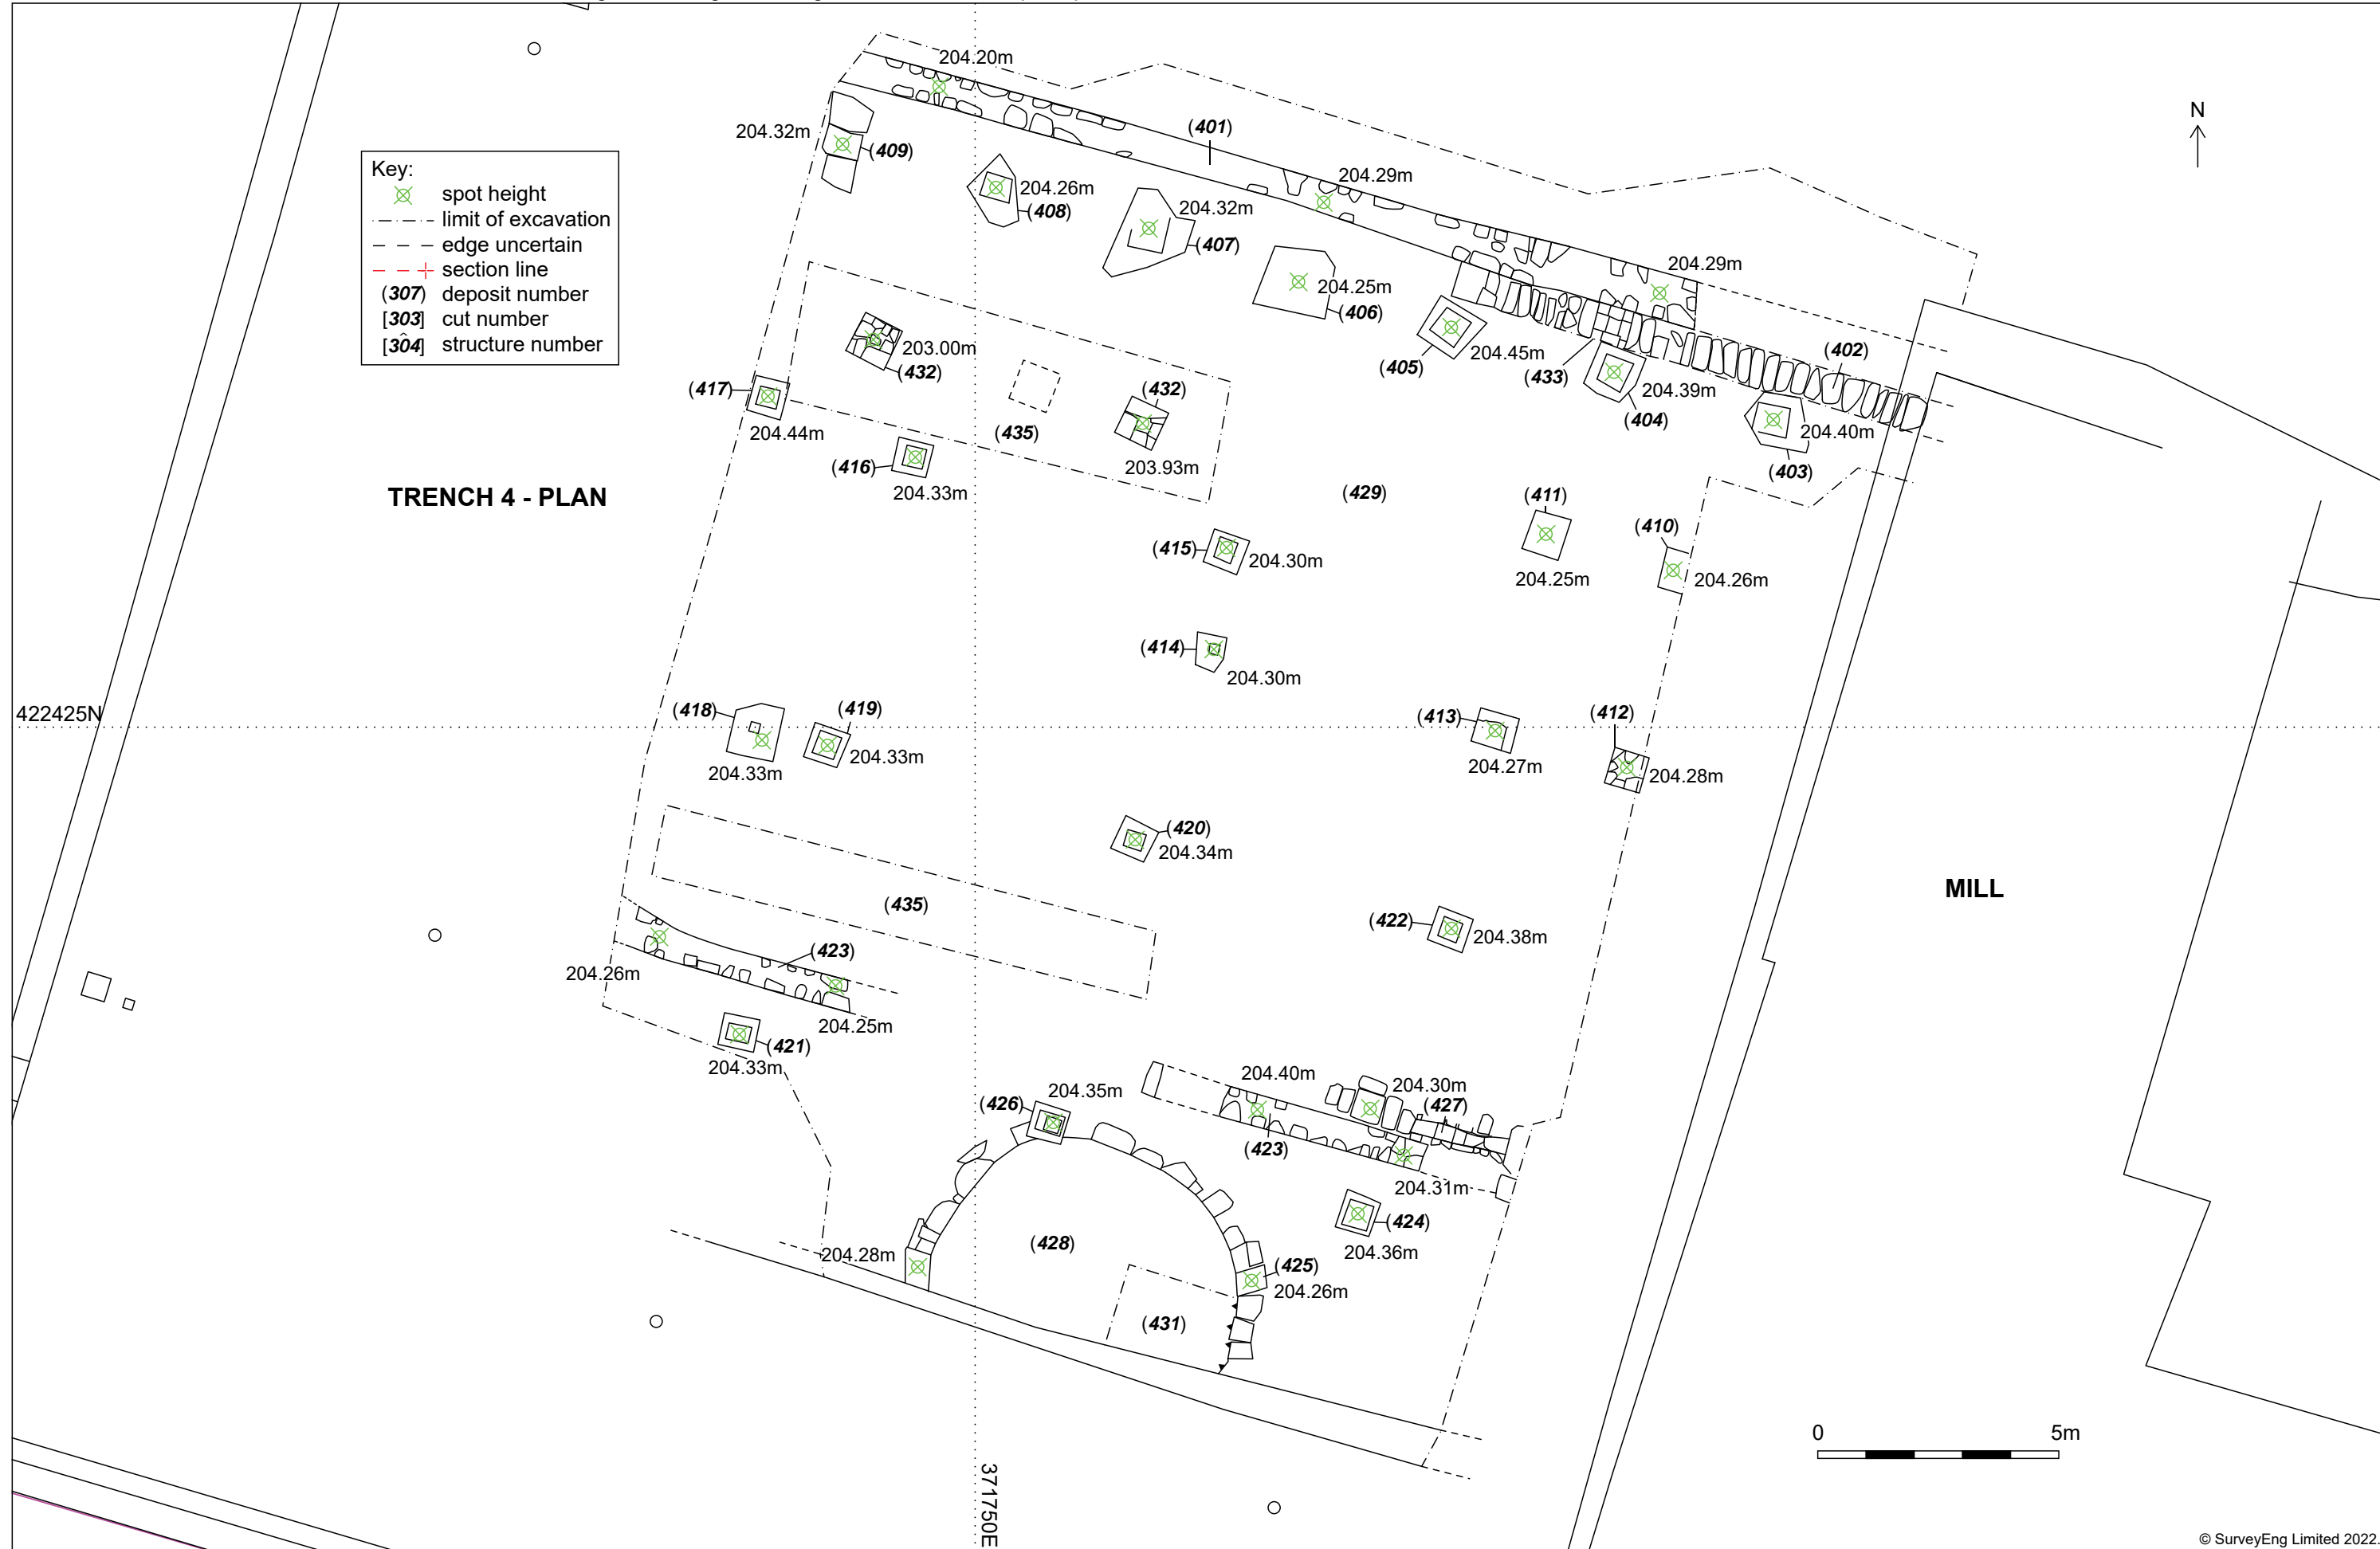 204.20m
N
204.32m
(409)
(401)
Key:
spot height
limit of excavation
edge uncertain
section line
(307) deposit number
[303] cut number
[304] structure number
204.26m
(408)
204.32m
(407)
204.29m
204.25m
(406)
204.29m
(405)
204.45m
(433)
204.39m
(404)
(402)
204.40m
(403)
203.00m
(432)
(417)
204.44m
(416)
204.33m
(435)
(432)
203.93m
TRENCH 4 - PLAN
(429)
(411)
204.25m
(410)
204.26m
(415)
204.30m
(414)
204.30m
422425N
(418)
204.33m
(419)
204.33m
(413)
204.27m
(412)
204.28m
(420)
204.34m
MILL
(435)
(422)
204.38m
(423)
204.26m
204.25m
(421)
204.33m
(426)
204.35m
204.40m
204.30m
(427)
(423)
204.31m
(424)
204.36m
204.28m
(428)
(425)
204.26m
(431)
0 5m
371750E
© SurveyEng Limited 2022.